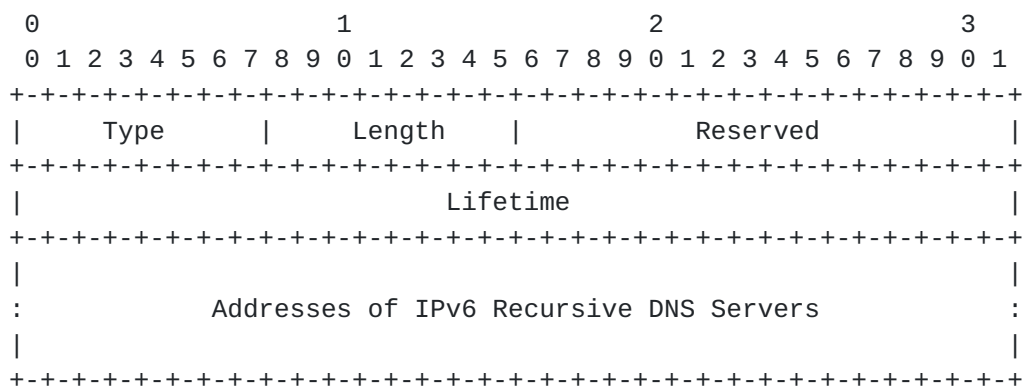 0                   1                   2                   3
 0 1 2 3 4 5 6 7 8 9 0 1 2 3 4 5 6 7 8 9 0 1 2 3 4 5 6 7 8 9 0 1
+-+-+-+-+-+-+-+-+-+-+-+-+-+-+-+-+-+-+-+-+-+-+-+-+-+-+-+-+-+-+-+-+
|     Type      |     Length    |           Reserved            |
+-+-+-+-+-+-+-+-+-+-+-+-+-+-+-+-+-+-+-+-+-+-+-+-+-+-+-+-+-+-+-+-+
|                           Lifetime                            |
+-+-+-+-+-+-+-+-+-+-+-+-+-+-+-+-+-+-+-+-+-+-+-+-+-+-+-+-+-+-+-+-+
|                                                               |
:            Addresses of IPv6 Recursive DNS Servers            :
|                                                               |
+-+-+-+-+-+-+-+-+-+-+-+-+-+-+-+-+-+-+-+-+-+-+-+-+-+-+-+-+-+-+-+-+